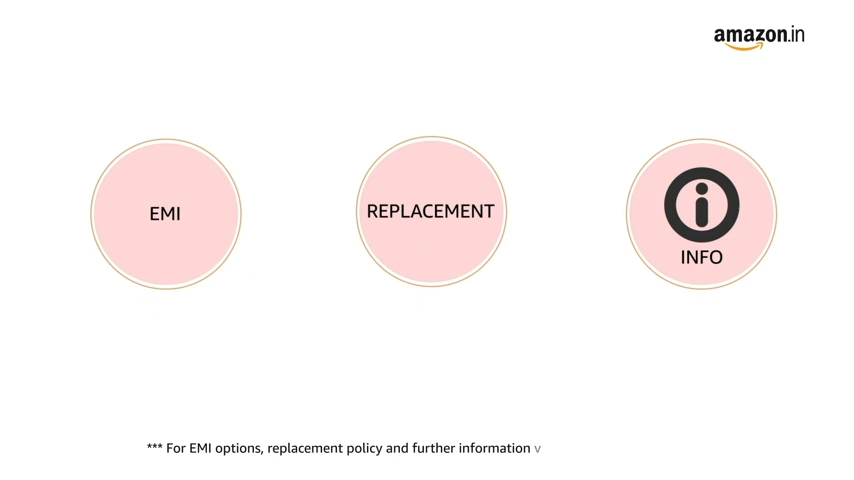 amazon.in
EMI
REPLACEMENT
INFO
*** For EMI options, replacement policy and further information v